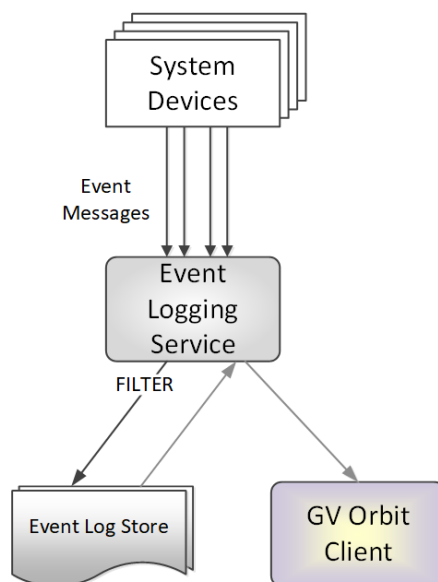 System
Devices
Event
Messages
Event
Logging
Service
FILTER
Event Log Store
GV Orbit
Client